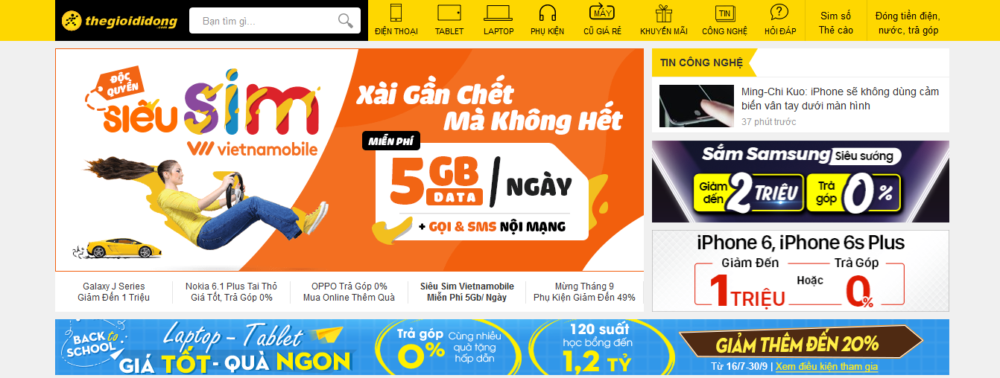 thegioididong
.com
Bạn tìm gì...
ĐIỆN THOẠI
TABLET
LAPTOP
PHỤ KIỆN
MÁY
CŨ GIÁ RẺ
KHUYẾN MÃI
TIN
CÔNG NGHỆ
?
HỎI ĐÁP
Sim số
Thẻ cào
Đóng tiền điện,
nước, trả góp
ĐỘC
QUYỀN
SIÊU sim
vietnamobile
Xài Gần Chết
Mà Không Hết
MIỄN PHÍ
5 GB
DATA
/ NGÀY
+ GỌI & SMS NỘI MẠNG
Galaxy J Series
Giảm Đến 1 Triệu
Nokia 6.1 Plus Tai Thỏ
Giá Tốt, Trả Góp 0%
OPPO Trả Góp 0%
Mua Online Thêm Quà
Siêu Sim Vietnamobile
Miễn Phí 5Gb/ Ngày
Mừng Tháng 9
Phụ Kiện Giảm Đến 49%
TIN CÔNG NGHỆ
Ming-Chi Kuo: iPhone sẽ không dùng cảm
biến vân tay dưới màn hình
37 phút trước
Sắm Samsung Siêu sướng
Giảm
đến
2 TRIỆU
Trả
góp
0%
iPhone 6, iPhone 6s Plus
Giảm Đến
1 TRIỆU
Hoặc
Trả Góp
0%
BACK to
SCHOOL
Laptop - Tablet
GIÁ TỐT - QUÀ NGON
Trả góp
0%
Cùng nhiều
quà tặng
hấp dẫn
120 suất
học bổng đến
1,2 TỶ
GIẢM THÊM ĐẾN 20%
Từ 16/7-30/9 | Xem điều kiện tham gia